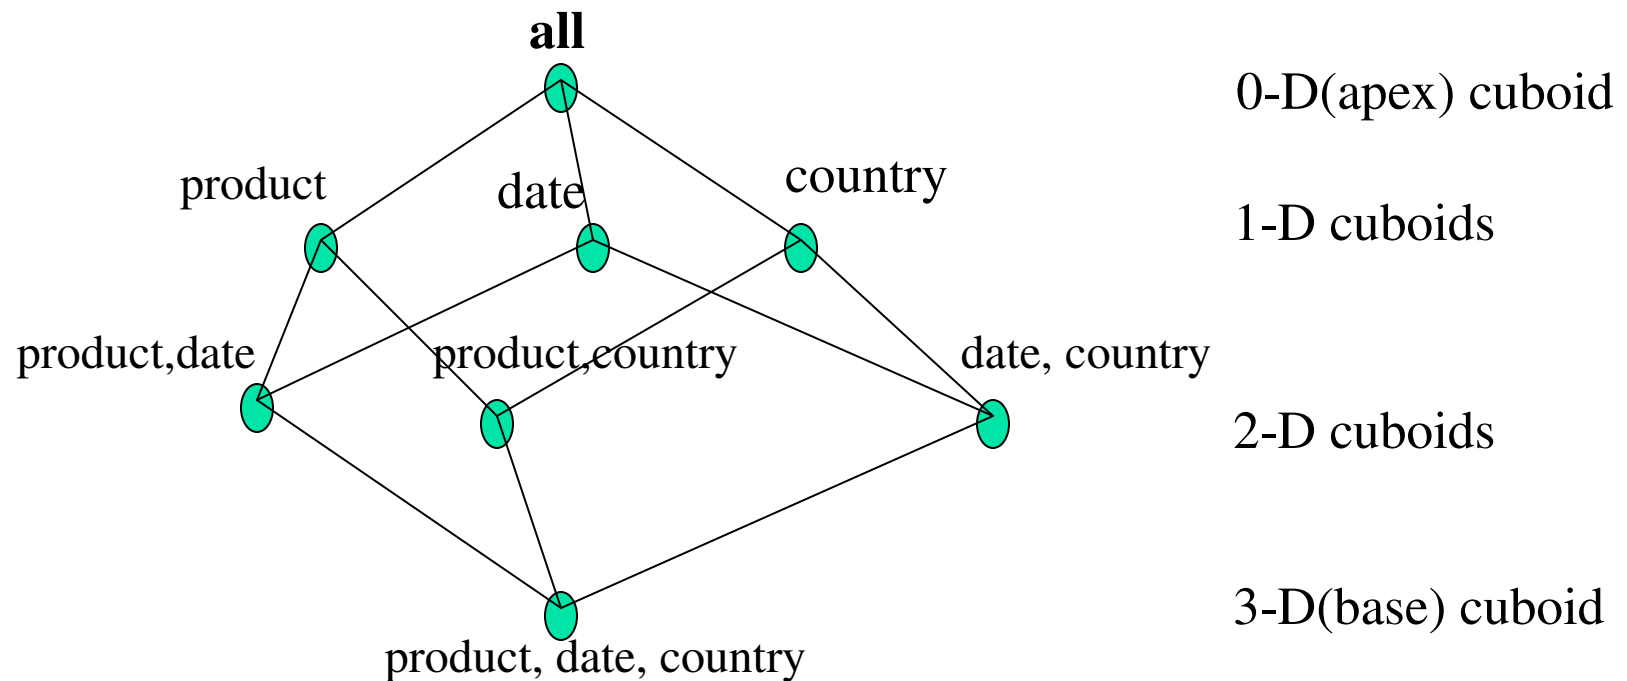 all
0-D(apex) cuboid
product
date
country
1-D cuboids
product,date
product,country
date, country
2-D cuboids
3-D(base) cuboid
product, date, country